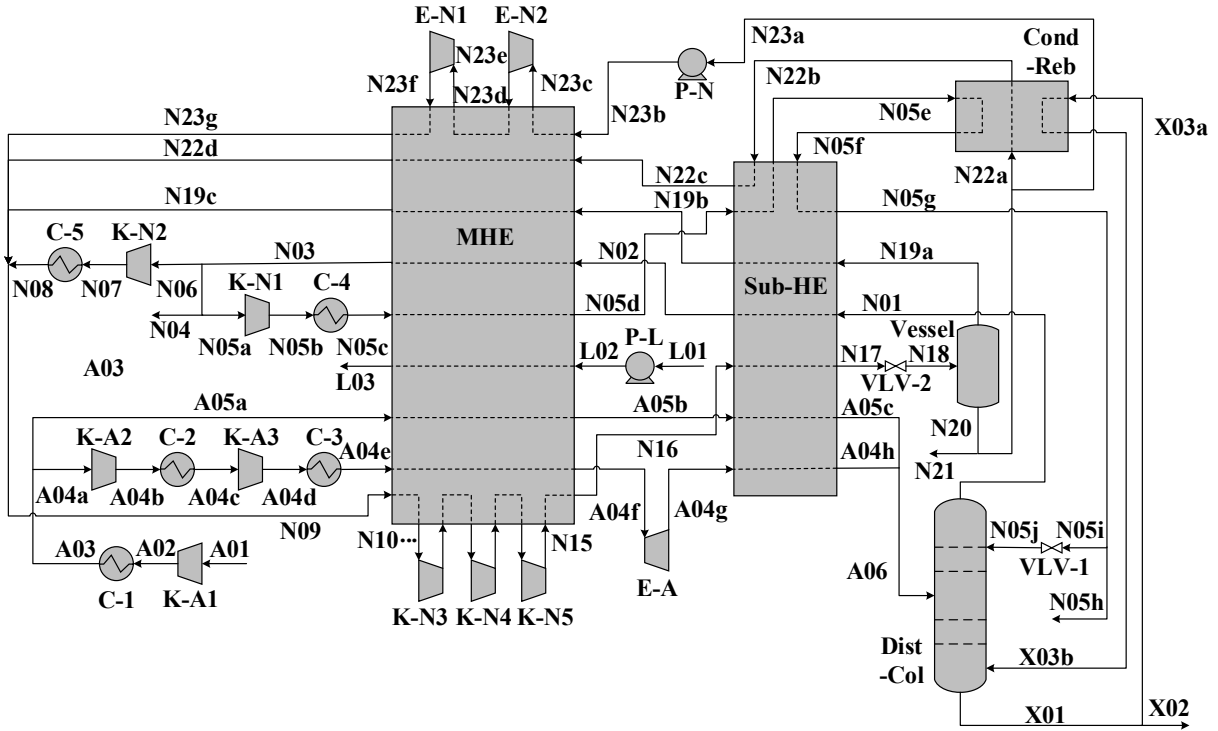 E-N1
E-N2
N23a
Cond
-Reb
N23e
N22b
N23f
N23c
P-N
N23d
N05e
N23g
N23b
X03a
N22d
N05f
N22c
N22a
N19c
N19b
N05g
C-5
K-N2
MHE
N03
N02
N19a
K-N1
C-4
Sub-HE
N08
N07
N06
N05d
N01
N04
Vessel
P-L
N05a
N05b
N05c
L02
L01
N17
N18
A03
L03
VLV-2
A05a
A05b
A05c
K-A2
C-2
K-A3
C-3
N16
N20
A04e
A04h
N21
A04a
A04b
A04c
A04d
A04f
A04g
N09
N10...
N15
N05j
N05i
A03
A02
A01
A06
VLV-1
E-A
C-1
K-A1
K-N3
K-N4
K-N5
N05h
Dist
-Col
X03b
X01
X02